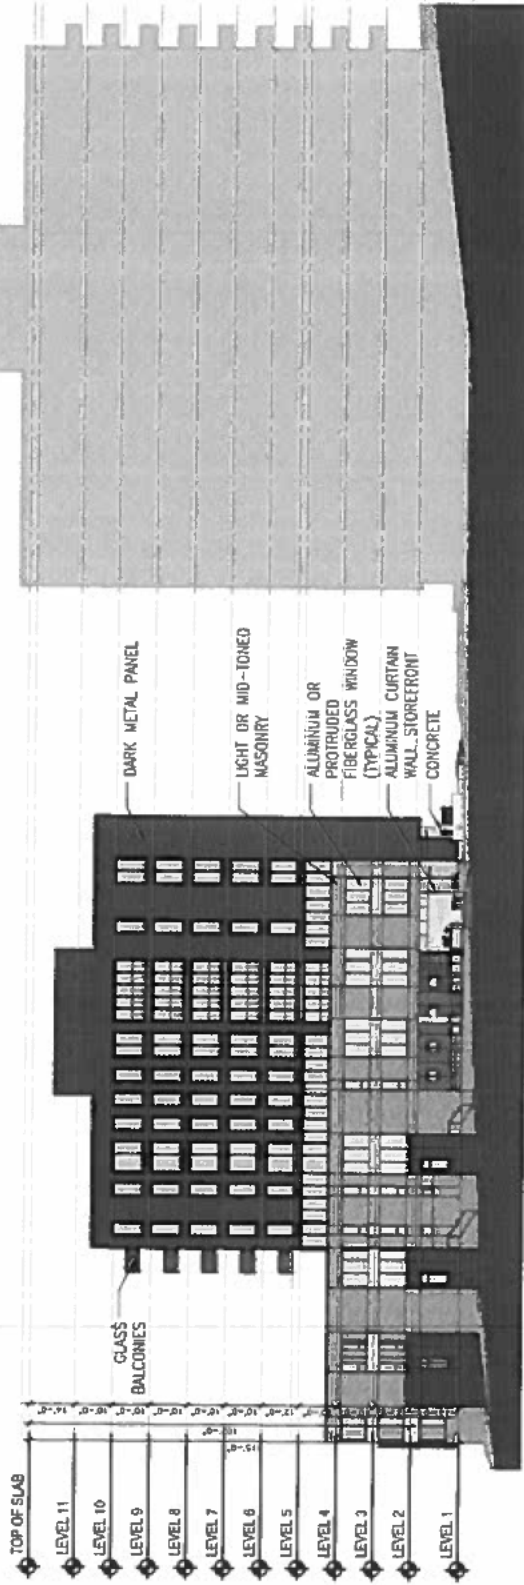 TOP OF SLAB
LEVEL 11
LEVEL 10
LEVEL 9
LEVEL 8
LEVEL 7
LEVEL 6
LEVEL 5
LEVEL 4
LEVEL 3
LEVEL 2
LEVEL 1
115'-0"
GLASS
BALCONIES
DARK METAL PANEL
LIGHT OR MID-TONED
MASONRY
ALUMINUM OR
PROTRUDED
FIBERGLASS WINDOW
(TYPICAL)
ALUMINUM CURTAIN
WALL STOREFRONT
CONCRETE